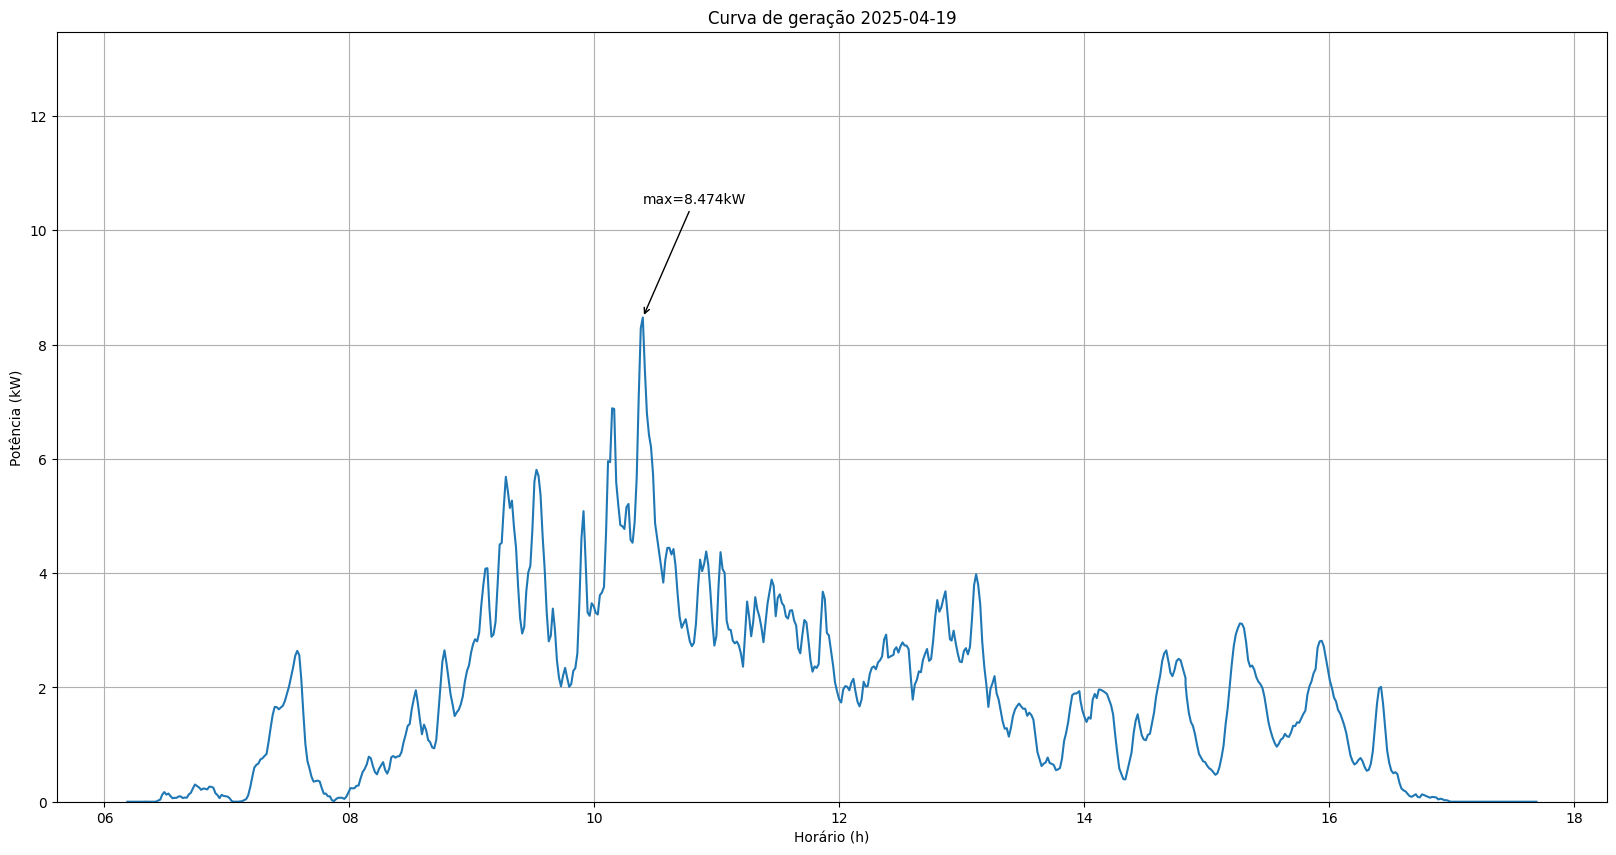 Curva de geração 2025-04-19
12
max=8.474kW
10
8
6
4
2
0
Potência (kW)
06 08 10 12 14 16 18
Horário (h)